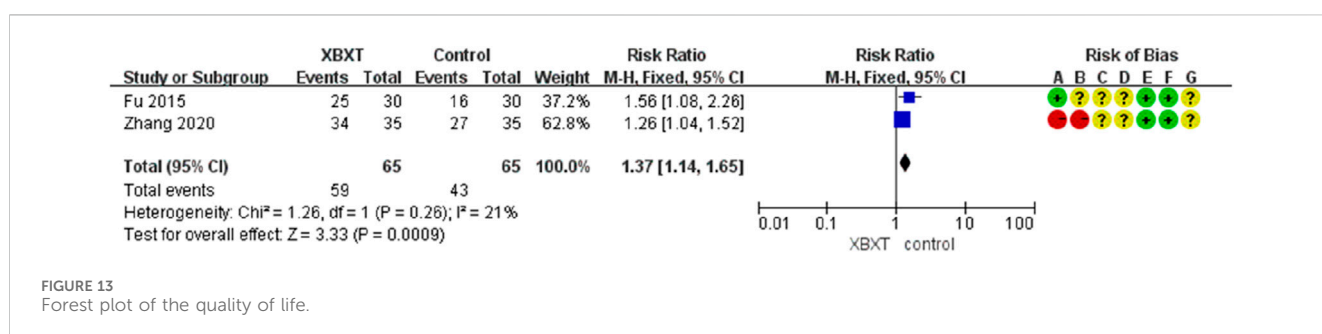 XBXT Control Risk Ratio Risk Ratio Risk of Bias
Study or Subgroup Events Total Events Total Weight M-H, Fixed, 95% CI M-H, Fixed, 95% CI A B C D E F G
Fu 2015 25 30 16 30 37.2% 1.56 [1.08, 2.26] + ? ? ? + + ?
Zhang 2020 34 35 27 35 62.8% 1.26 [1.04, 1.52] - - ? ? + + ?
Total (95% CI) 65 65 100.0% 1.37 [1.14, 1.65]
Total events 59 43
Heterogeneity: Chi² = 1.26, df = 1 (P = 0.26); I² = 21%
Test for overall effect: Z = 3.33 (P = 0.0009)
0.01 0.1 1 10 100
XBXT control
FIGURE 13
Forest plot of the quality of life.